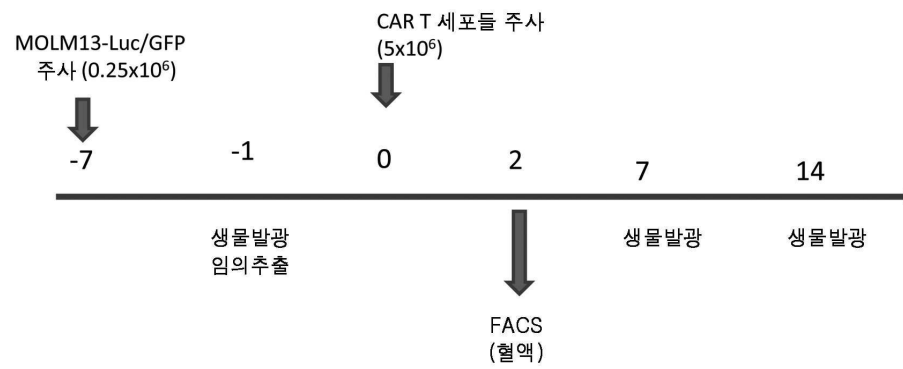 MOLM13-Luc/GFP
주사 (0.25x10⁶)
CAR T 세포들 주사
(5x10⁶)
-7
-1
0
2
7
14
생물발광
임의추출
생물발광
생물발광
FACS
(혈액)